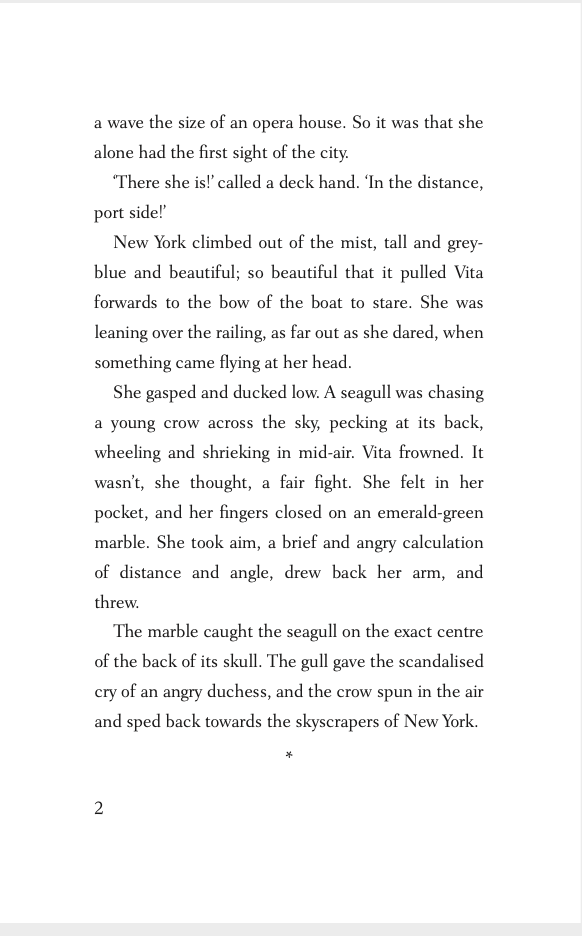 a wave the size of an opera house. So it was that she
alone had the first sight of the city.
‘There she is!’ called a deck hand. ‘In the distance,
port side!’
New York climbed out of the mist, tall and grey-
blue and beautiful; so beautiful that it pulled Vita
forwards to the bow of the boat to stare. She was
leaning over the railing, as far out as she dared, when
something came flying at her head.
She gasped and ducked low. A seagull was chasing
a young crow across the sky, pecking at its back,
wheeling and shrieking in mid-air. Vita frowned. It
wasn’t, she thought, a fair fight. She felt in her
pocket, and her fingers closed on an emerald-green
marble. She took aim, a brief and angry calculation
of distance and angle, drew back her arm, and
threw.
The marble caught the seagull on the exact centre
of the back of its skull. The gull gave the scandalised
cry of an angry duchess, and the crow spun in the air
and sped back towards the skyscrapers of New York.
*
2